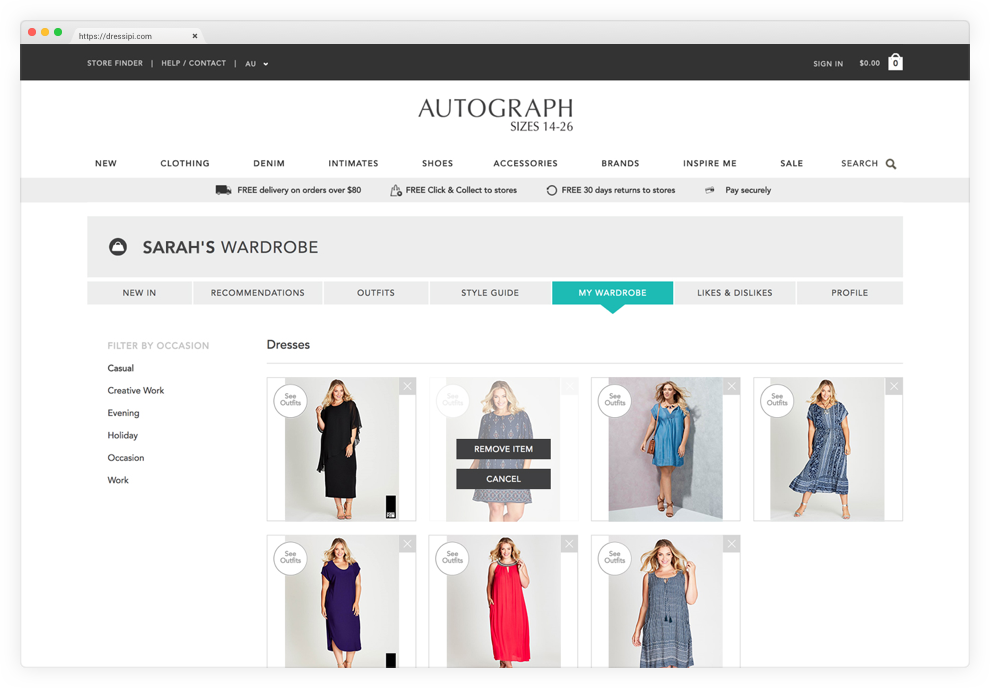 https://dressipi.com ×
STORE FINDER | HELP / CONTACT | AU
SIGN IN $0.00 0
AUTOGRAPH
SIZES 14-26
NEW CLOTHING DENIM INTIMATES SHOES ACCESSORIES BRANDS INSPIRE ME SALE SEARCH
FREE delivery on orders over $80 FREE Click & Collect to stores FREE 30 days returns to stores Pay securely
SARAH'S WARDROBE
NEW IN RECOMMENDATIONS OUTFITS STYLE GUIDE MY WARDROBE LIKES & DISLIKES PROFILE
FILTER BY OCCASION
Casual
Creative Work
Evening
Holiday
Occasion
Work
Dresses
See
Outfits
See
Outfits
REMOVE ITEM
CANCEL
See
Outfits
See
Outfits
See
Outfits
See
Outfits
See
Outfits